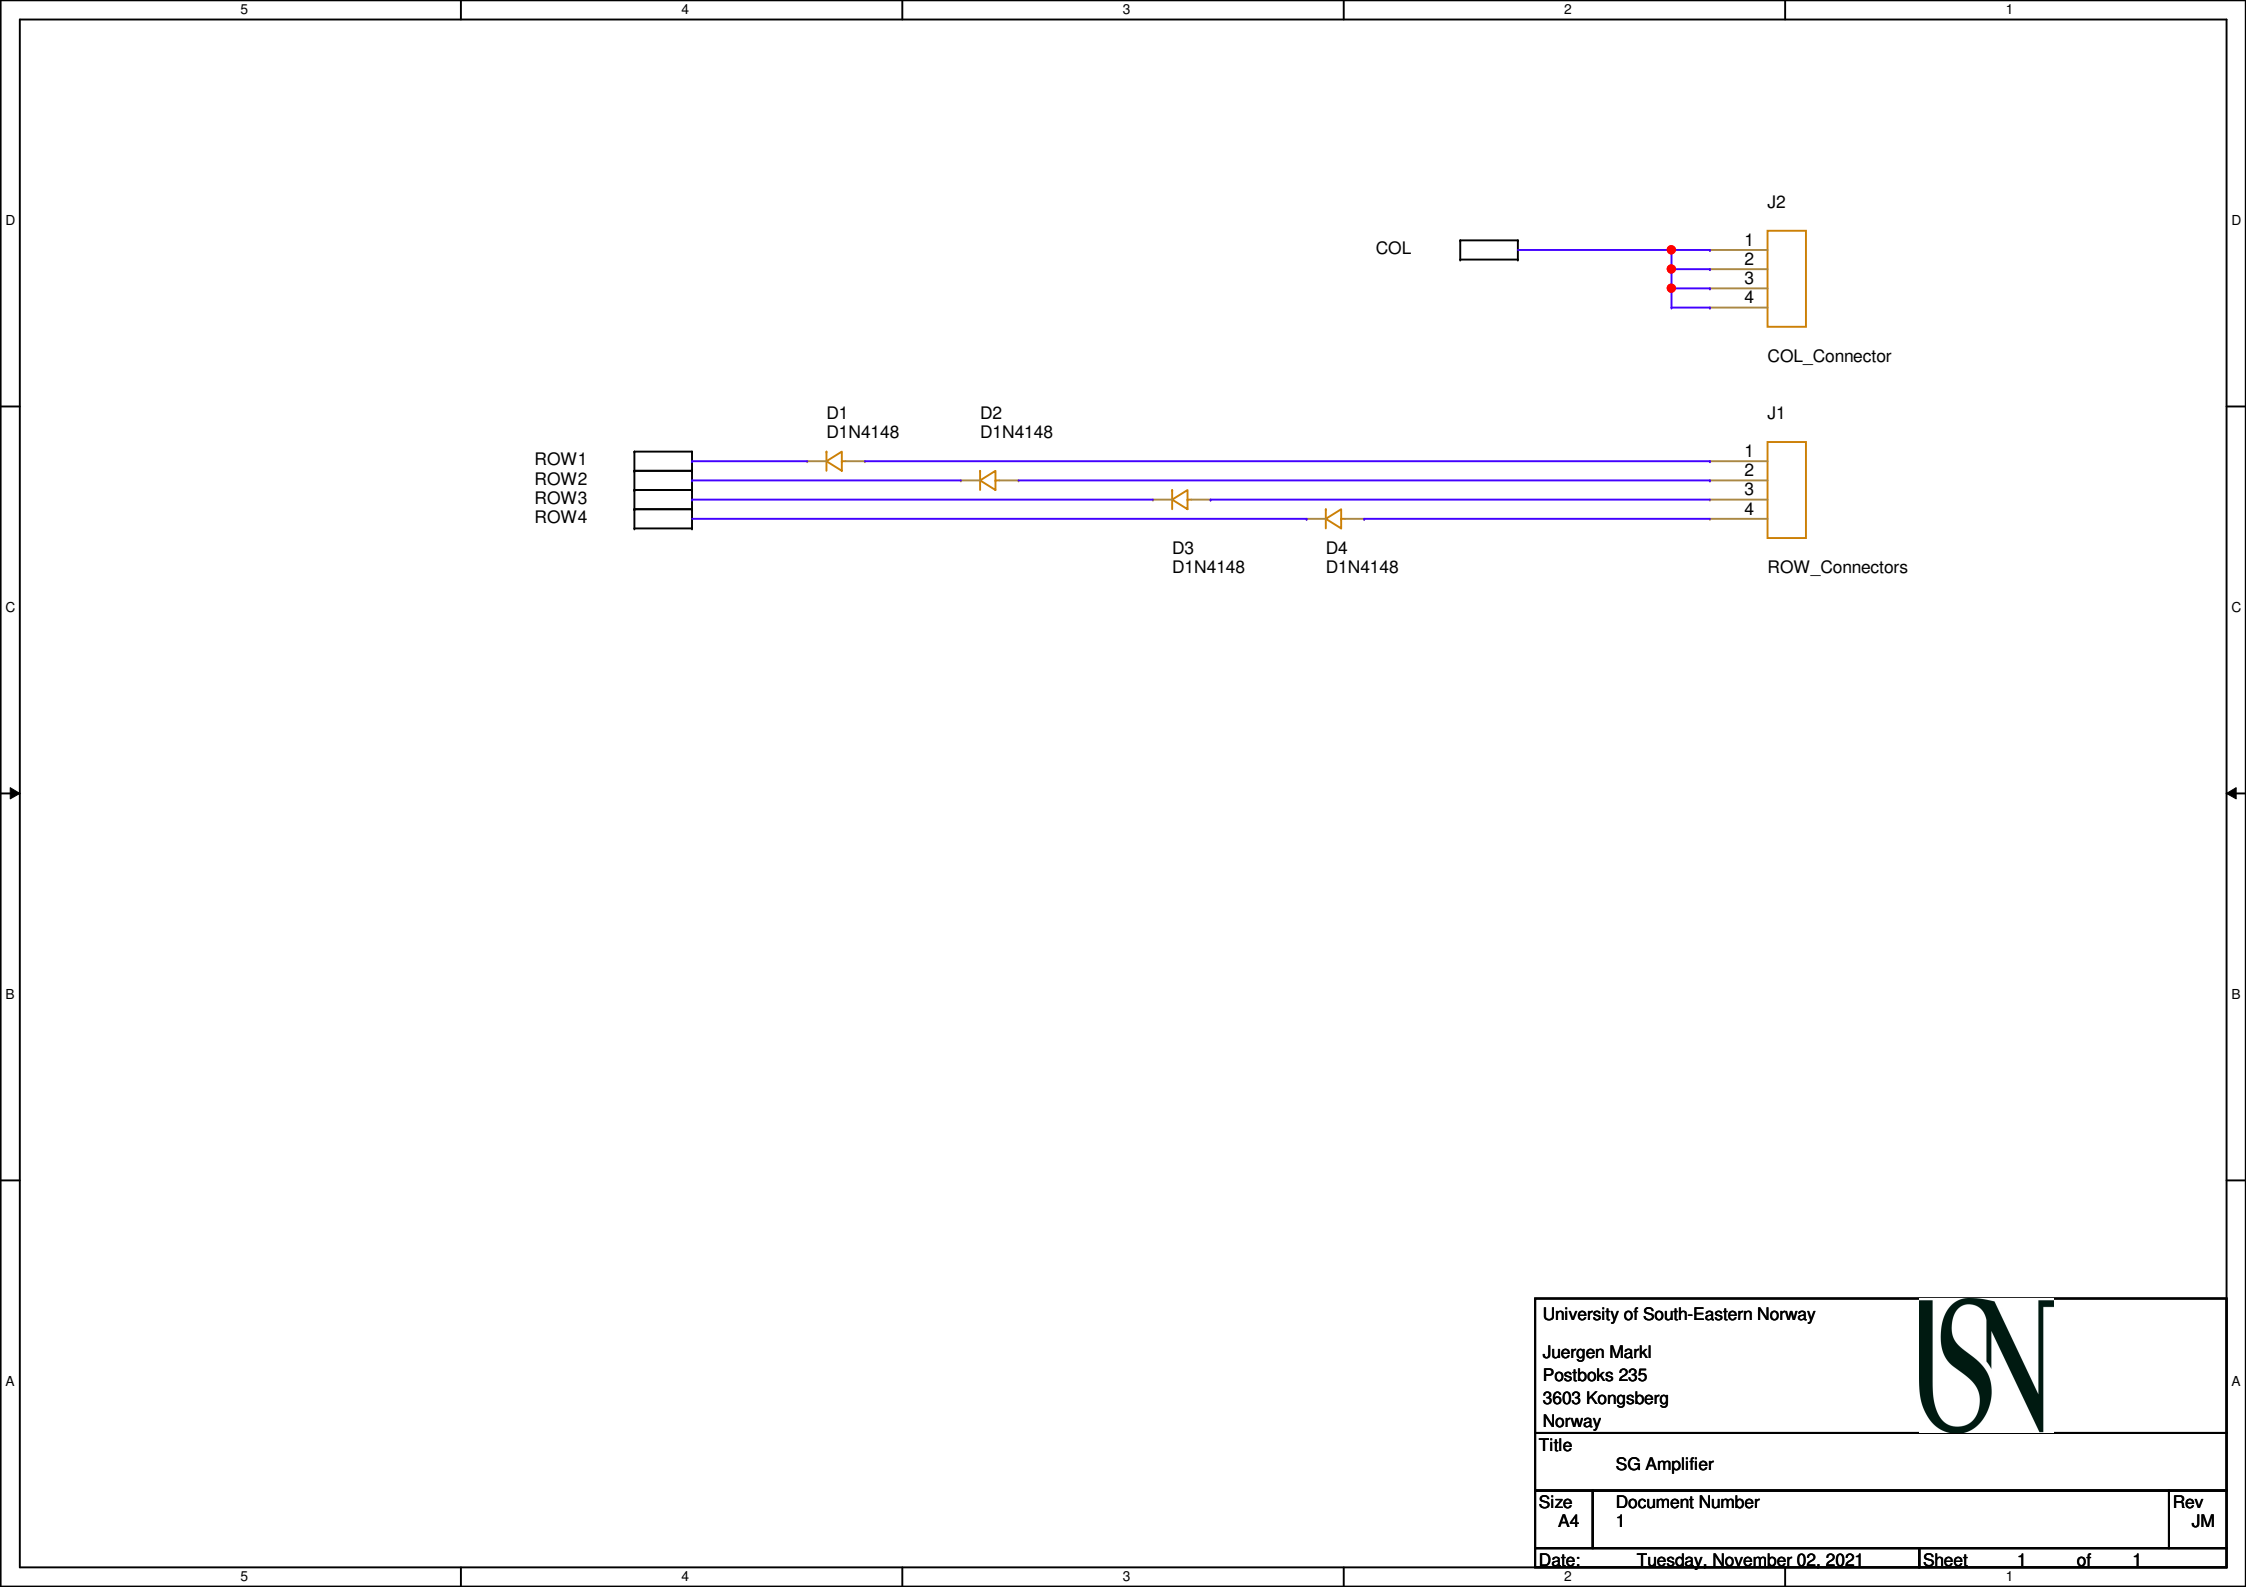 5 4 3 2 1
D D
J2
COL
1
2
3
4
COL_Connector
D1 D2 J1
D1N4148 D1N4148
ROW1 1
ROW2 2
ROW3 3
ROW4 4
D3 D4
D1N4148 D1N4148 ROW_Connectors
C C
B B
University of South-Eastern Norway
USN
Juergen Markl
Postboks 235
3603 Kongsberg
Norway
A A
Title
SG Amplifier
Size Document Number Rev
A4 1 JM
Date: Tuesday, November 02, 2021 Sheet 1 of 1
5 4 3 2 1